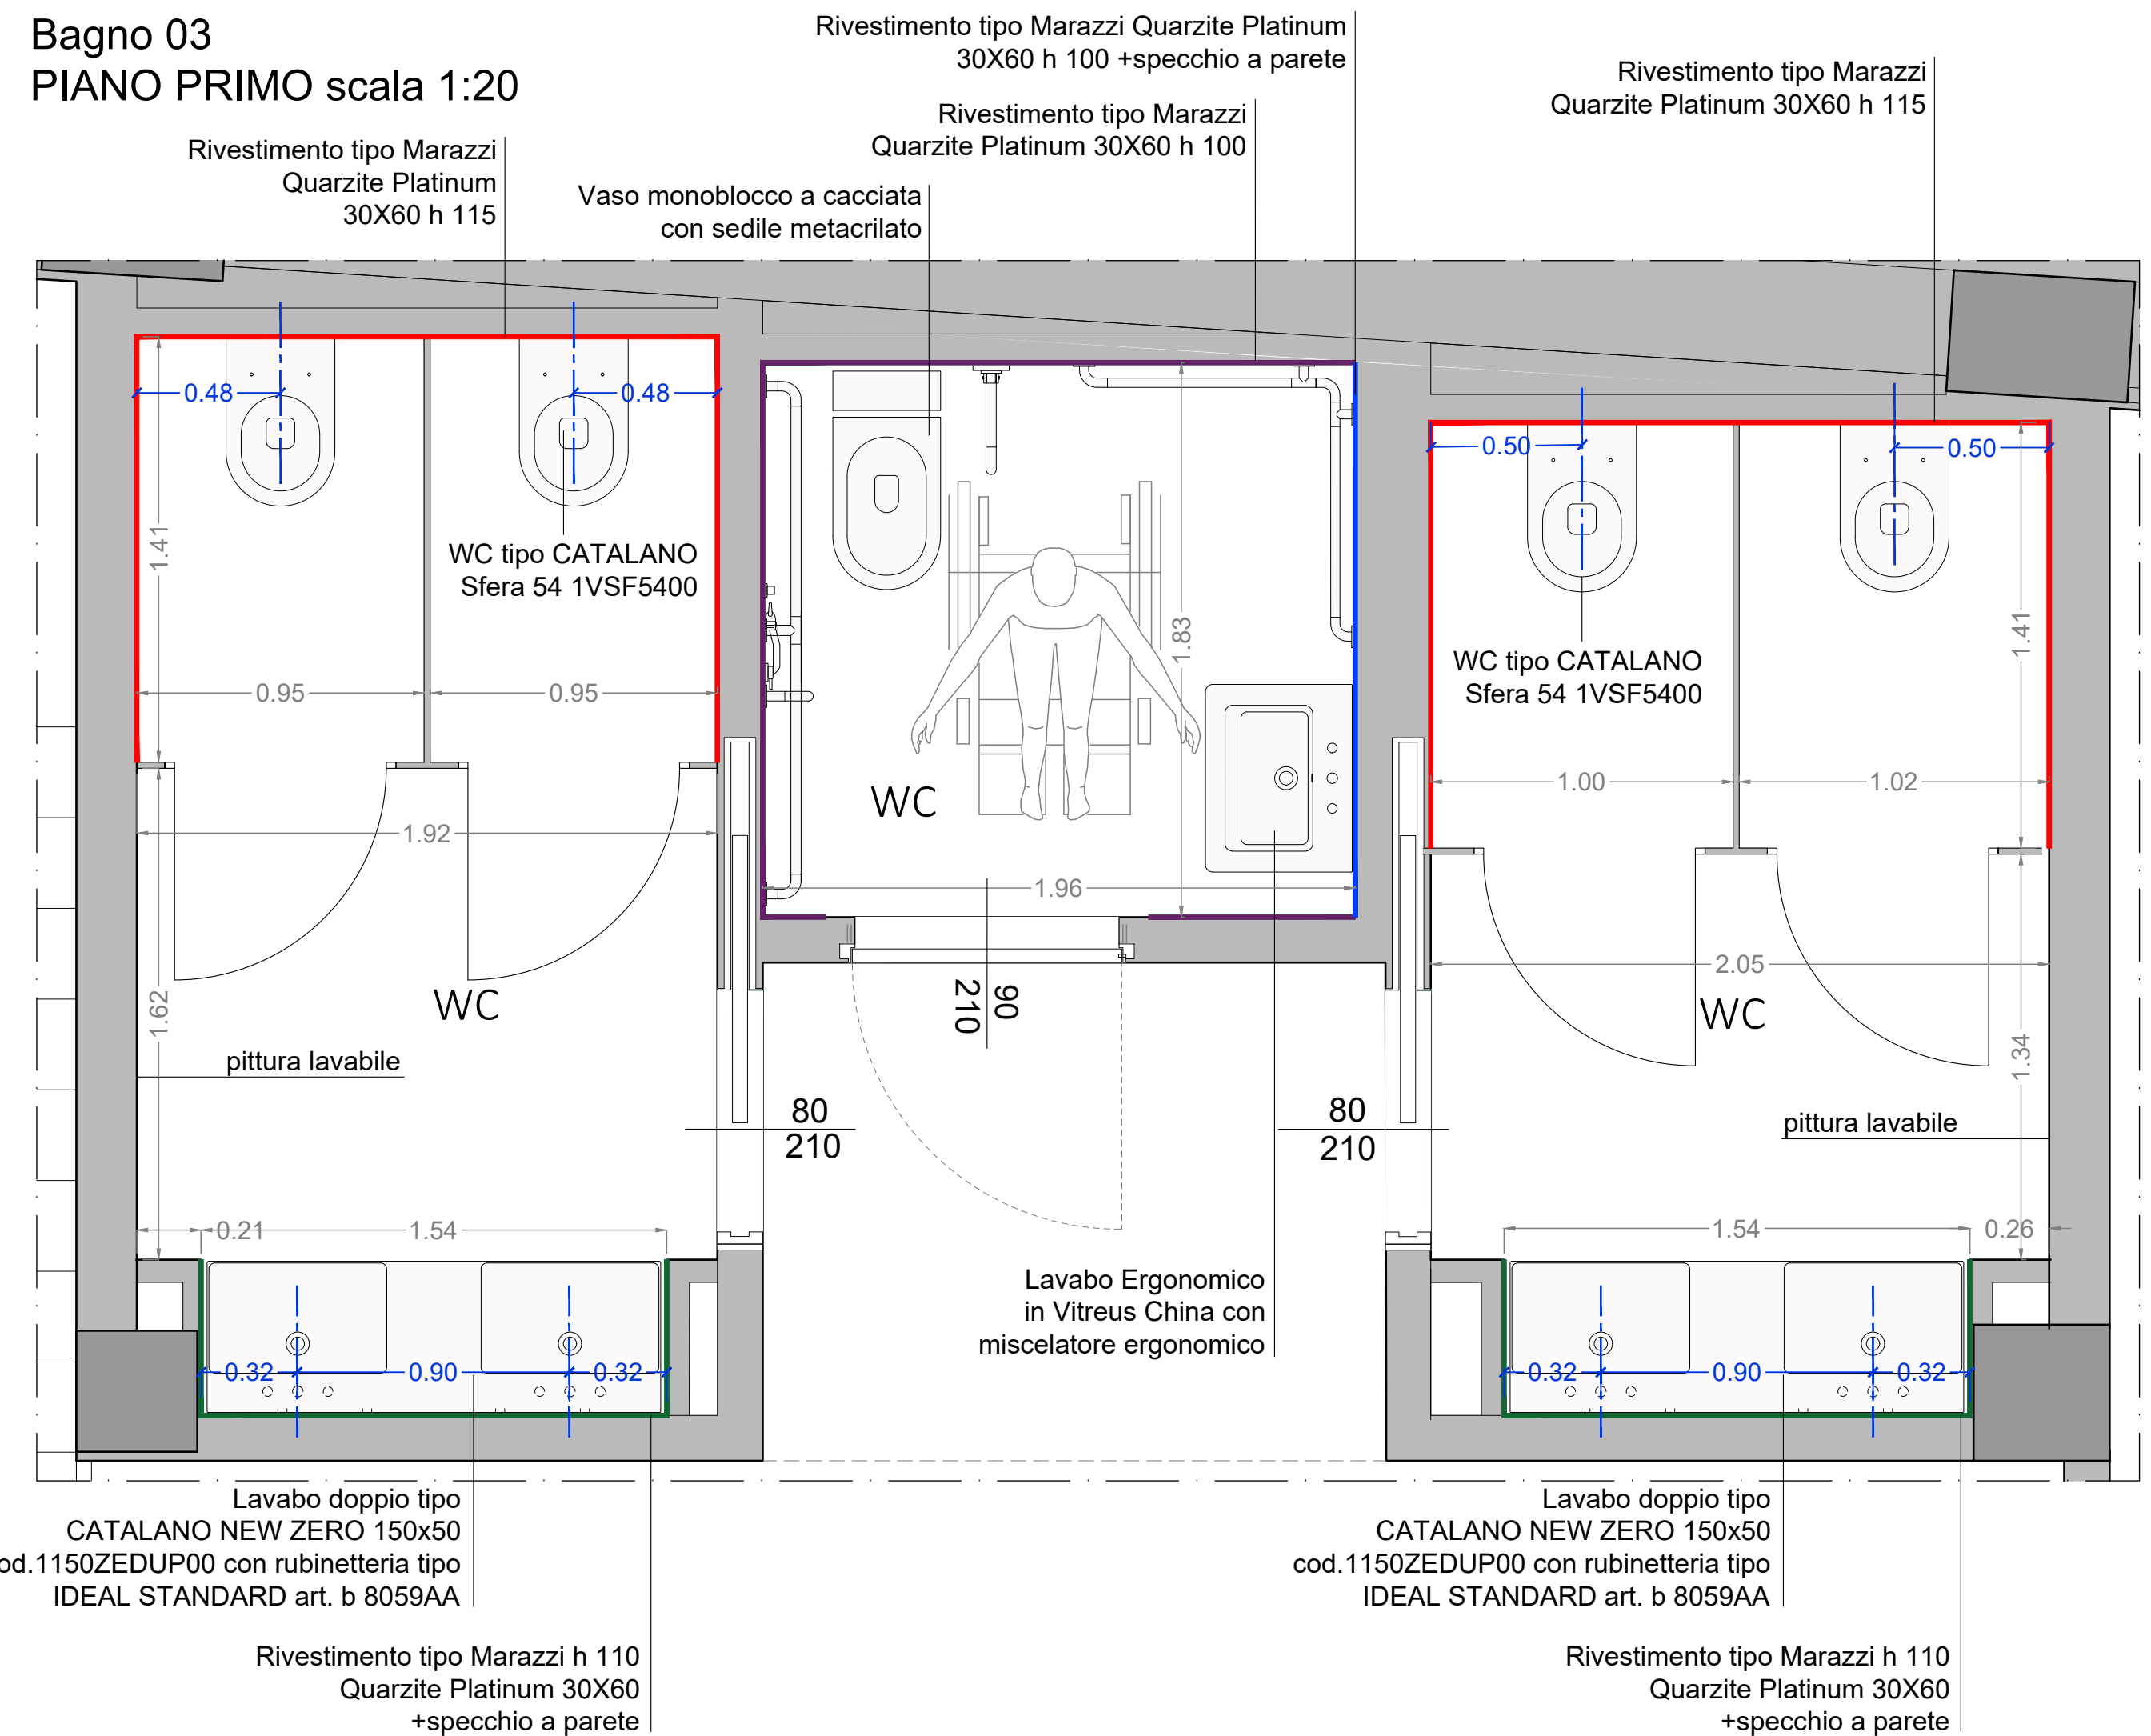 Bagno 03
PIANO PRIMO scala 1:20
Rivestimento tipo Marazzi Quarzite Platinum
30X60 h 100 +specchio a parete
Rivestimento tipo Marazzi
Quarzite Platinum 30X60 h 115
Rivestimento tipo Marazzi
Quarzite Platinum 30X60 h 100
Rivestimento tipo Marazzi
Quarzite Platinum
30X60 h 115
Vaso monoblocco a cacciata
con sedile metacrilato
0.48
0.48
0.50
0.50
1.41
WC tipo CATALANO
Sfera 54 1VSF5400
1.83
1.41
WC tipo CATALANO
Sfera 54 1VSF5400
0.95
0.95
1.00
1.02
WC
1.92
1.96
2.05
WC
1.62
90
210
WC
1.34
pittura lavabile
80
210
80
210
pittura lavabile
0.21
1.54
1.54
0.26
Lavabo Ergonomico
in Vitreus China con
miscelatore ergonomico
0.32
0.90
0.32
0.32
0.90
0.32
Lavabo doppio tipo
CATALANO NEW ZERO 150x50
od.1150ZEDUP00 con rubinetteria tipo
IDEAL STANDARD art. b 8059AA
Lavabo doppio tipo
CATALANO NEW ZERO 150x50
cod.1150ZEDUP00 con rubinetteria tipo
IDEAL STANDARD art. b 8059AA
Rivestimento tipo Marazzi h 110
Quarzite Platinum 30X60
+specchio a parete
Rivestimento tipo Marazzi h 110
Quarzite Platinum 30X60
+specchio a parete